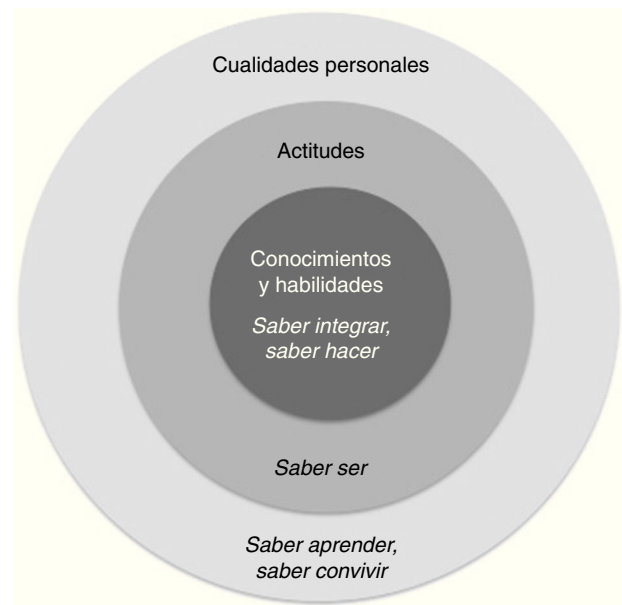 Cualidades personales
Actitudes
Conocimientos
y habilidades
Saber integrar,
saber hacer
Saber ser
Saber aprender,
saber convivir